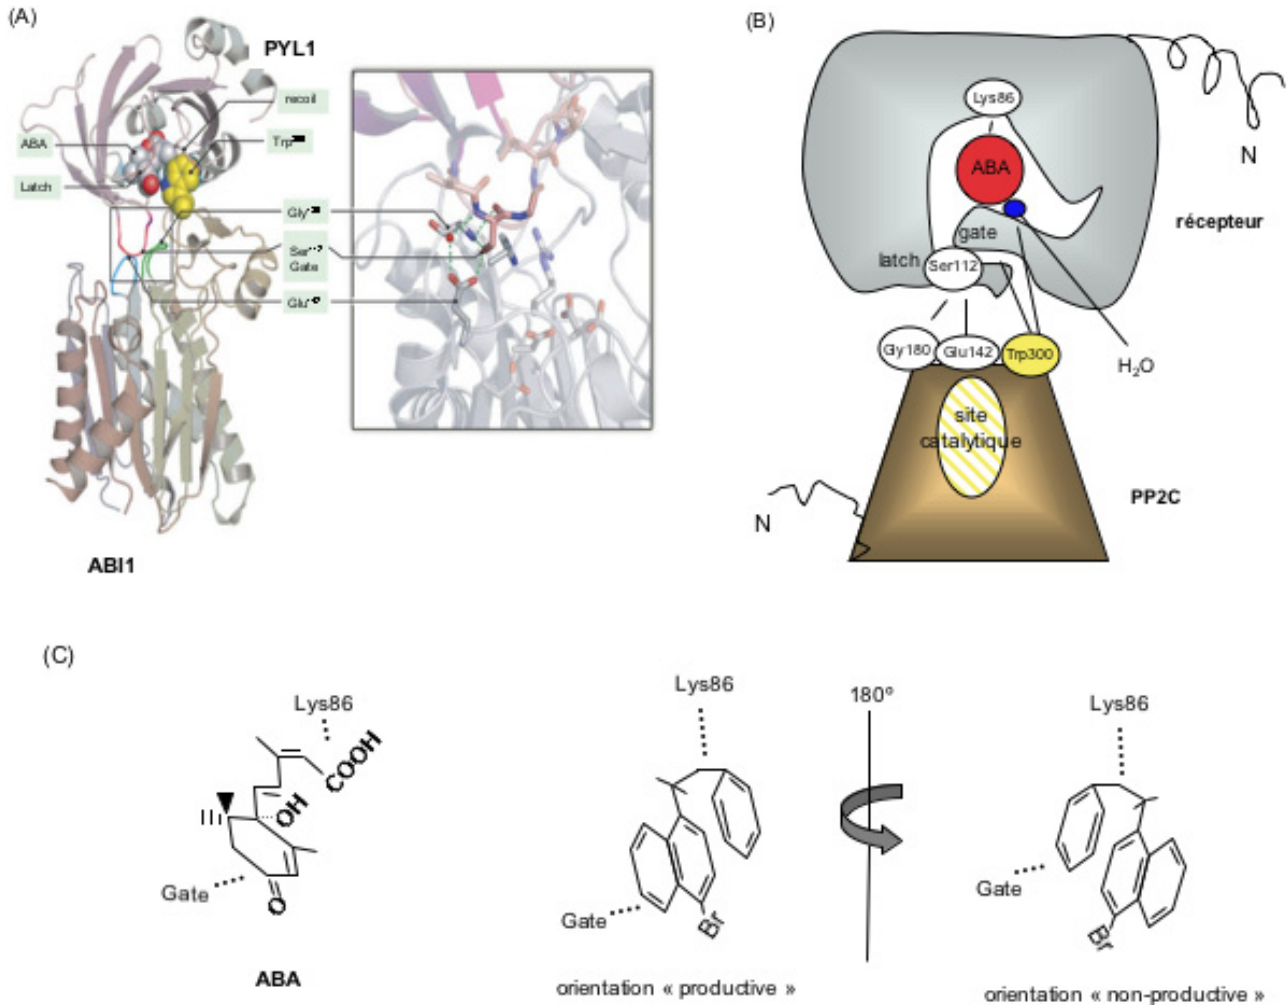 (A)
PYL1
recoil
ABA
Trp
Latch
Gly
Ser
Gate
Glu
ABI1
(B)
Lys86
N
ABA
récepteur
gate
latch
Ser112
Gly180
Glu142
Trp300
H2O
site
catalytique
PP2C
N
(C)
Lys86
COOH
OH
Gate
O
ABA
Lys86
Gate
Br
orientation « productive »
180°
Lys86
Gate
Br
orientation « non-productive »